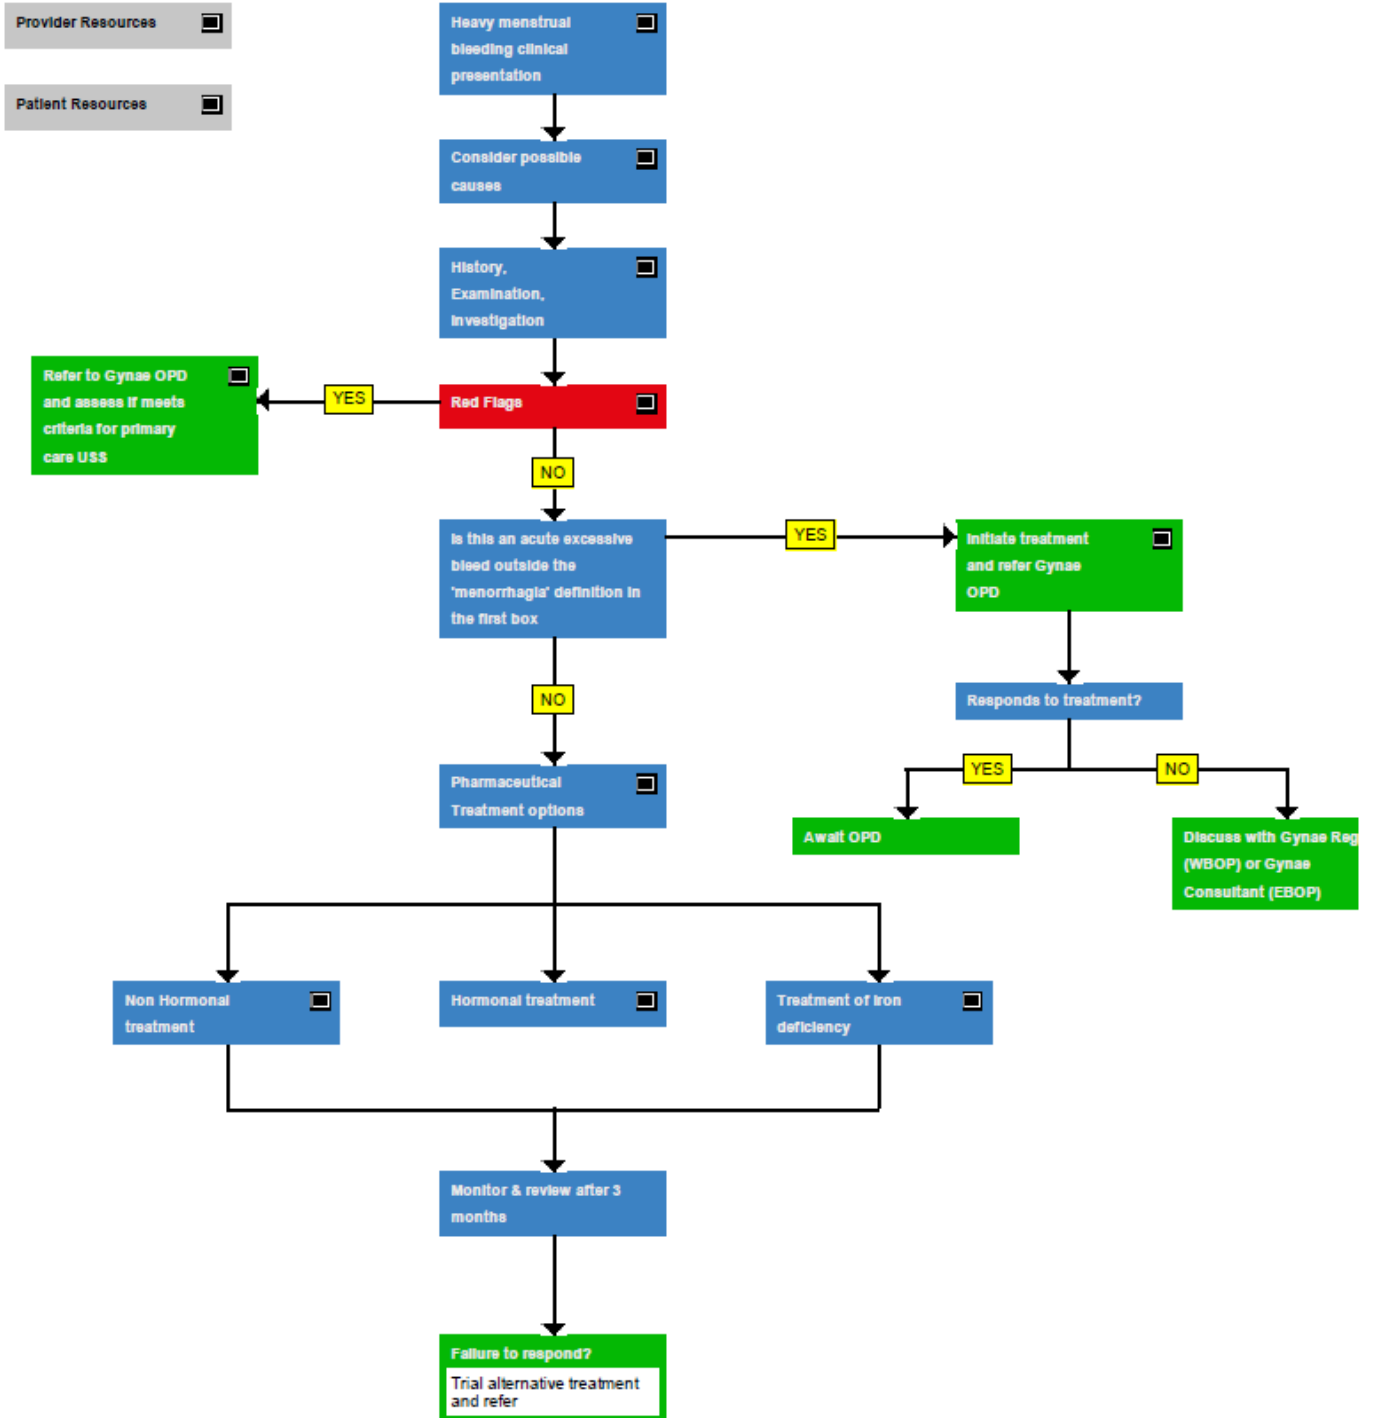 Provider Resources
Patient Resources
Heavy menstrual
bleeding clinical
presentation
Consider possible
causes
History,
Examination,
Investigation
Refer to Gynae OPD
and assess if meets
criteria for primary
care USS
YES
Red Flags
NO
Is this an acute excessive
bleed outside the
'menorrhagia' definition in
the first box
YES
Initiate treatment
and refer Gynae
OPD
NO
Responds to treatment?
YES
NO
Pharmaceutical
Treatment options
Await OPD
Discuss with Gynae Reg
(WBOP) or Gynae
Consultant (EBOP)
Non Hormonal
treatment
Hormonal treatment
Treatment of Iron
deficiency
Monitor & review after 3
months
Failure to respond?
Trial alternative treatment
and refer